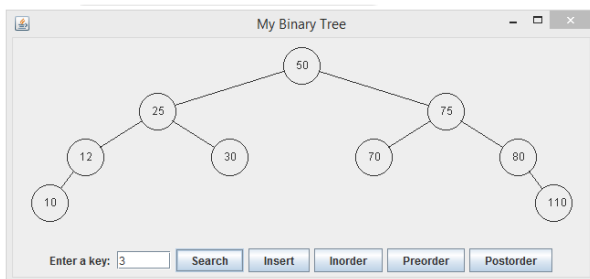 My Binary Tree
50
25 75
12 30 70 80
10 110
Enter a key: 3 Search Insert Inorder Preorder Postorder